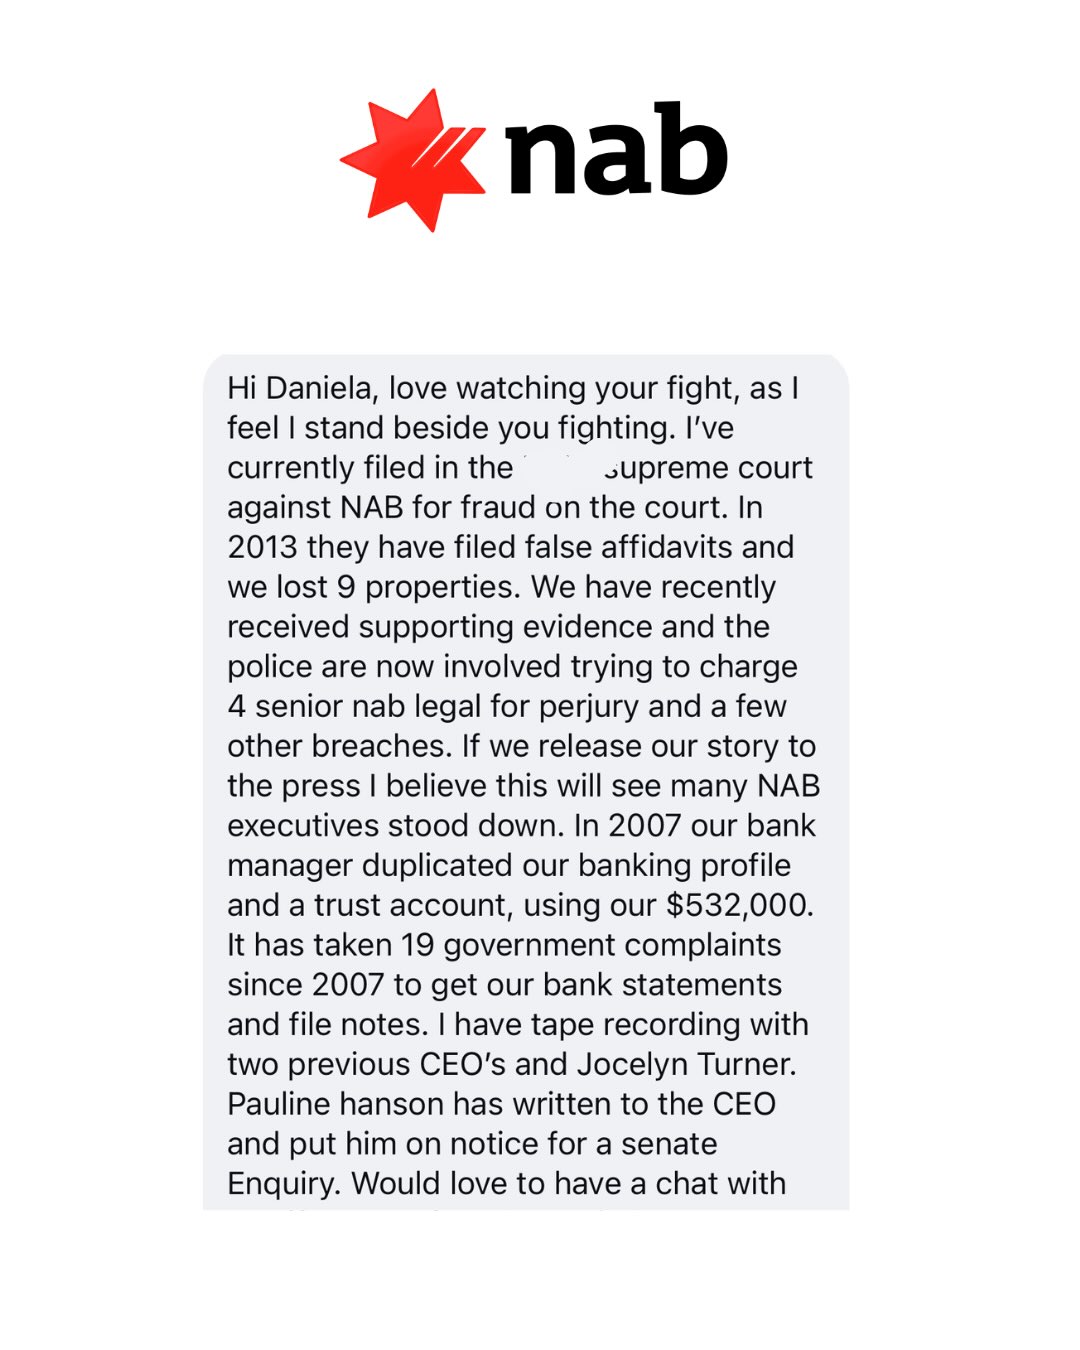 nab
Hi Daniela, love watching your fight, as I
feel I stand beside you fighting. I’ve
currently filed in the upreme court
against NAB for fraud on the court. In
2013 they have filed false affidavits and
we lost 9 properties. We have recently
received supporting evidence and the
police are now involved trying to charge
4 senior nab legal for perjury and a few
other breaches. If we release our story to
the press I believe this will see many NAB
executives stood down. In 2007 our bank
manager duplicated our banking profile
and a trust account, using our $532,000.
It has taken 19 government complaints
since 2007 to get our bank statements
and file notes. I have tape recording with
two previous CEO’s and Jocelyn Turner.
Pauline hanson has written to the CEO
and put him on notice for a senate
Enquiry. Would love to have a chat with